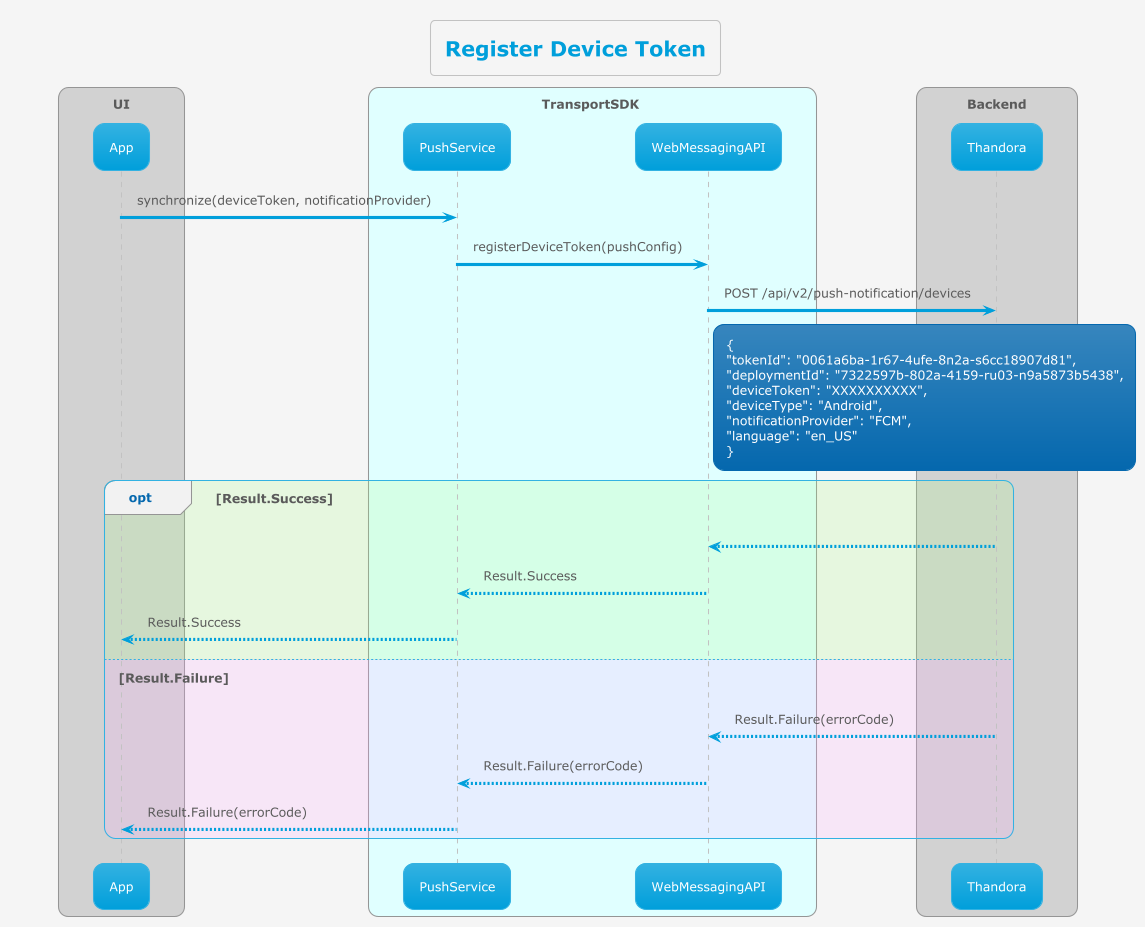 Register Device Token
UI
TransportSDK
Backend
App
PushService
WebMessagingAPI
Thandora
synchronize(deviceToken, notificationProvider)
registerDeviceToken(pushConfig)
POST /api/v2/push-notification/devices
{
"tokenId": "0061a6ba-1r67-4ufe-8n2a-s6cc18907d81",
"deploymentId": "7322597b-802a-4159-ru03-n9a5873b5438",
"deviceToken": "XXXXXXXXXX",
"deviceType": "Android",
"notificationProvider": "FCM",
"language": "en_US"
}
opt
[Result.Success]
Result.Success
Result.Success
[Result.Failure]
Result.Failure(errorCode)
Result.Failure(errorCode)
Result.Failure(errorCode)
App
PushService
WebMessagingAPI
Thandora